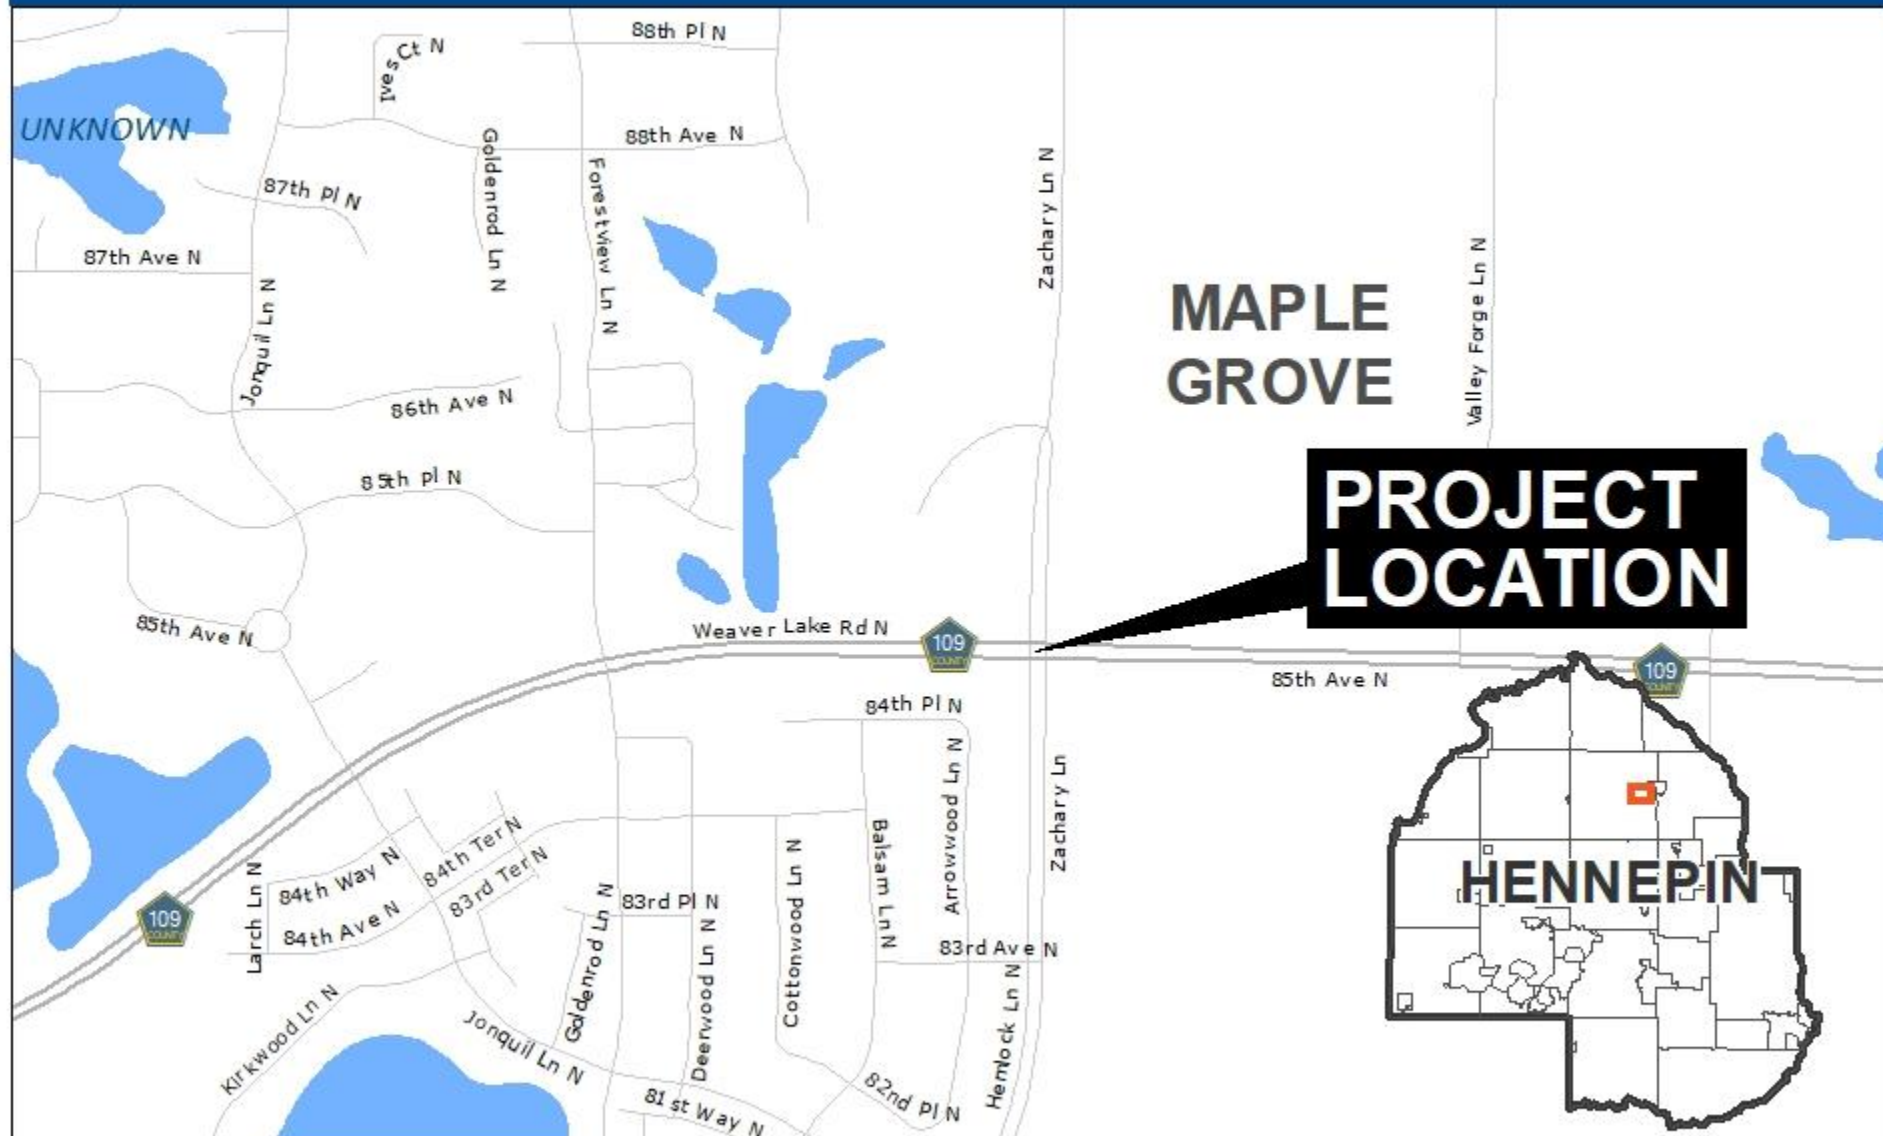 88th Pl N
Ives Ct N
UNKNOWN
88th Ave N
Goldenrod Ln N
Forestview Ln N
Zachary Ln N
87th Pl N
87th Ave N
Jonquil Ln N
Valley Forge Ln N
MAPLE
GROVE
86th Ave N
85th Pl N
PROJECT
LOCATION
85th Ave N
Weaver Lake Rd N
109
COUNTY
109
COUNTY
85th Ave N
84th Pl N
Arrowwood Ln N
Zachary Ln
Balsam Ln N
84th Ter N
84th Way N
83rd Ter N
Cottonwood Ln N
HENNEPIN
Larch Ln N
109
COUNTY
84th Ave N
83rd Pl N
Goldenrod Ln N
Deerwood Ln N
83rd Ave N
Hemlock Ln N
Kirkwood Ln N
Jonquil Ln N
82nd Pl N
81st Way N